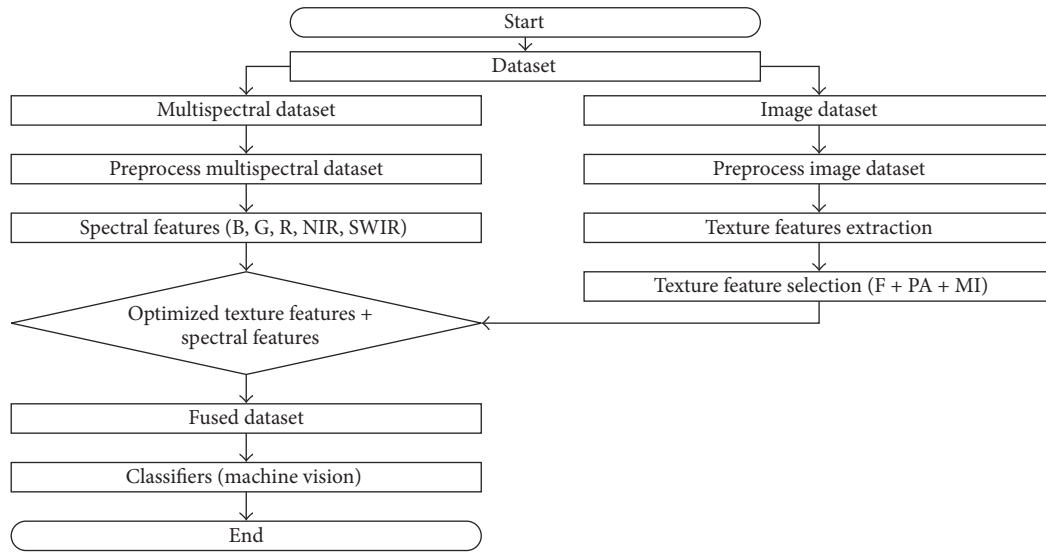 Start
Dataset
Multispectral dataset
Image dataset
Preprocess multispectral dataset
Preprocess image dataset
Spectral features (B, G, R, NIR, SWIR)
Texture features extraction
Texture feature selection (F + PA + MI)
Optimized texture features +
spectral features
Fused dataset
Classifiers (machine vision)
End